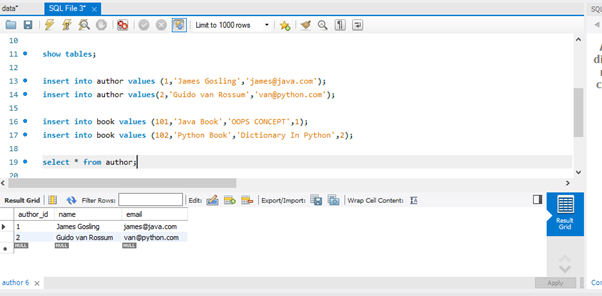 data*
SQL File 3*
SQL
Limit to 1000 rows
10
11 show tables;
12
13 insert into author values (1,'James Gosling','james@java.com');
14 insert into author values(2,'Guido van Rossum','van@python.com');
15
16 insert into book values (101,'Java Book','OOPS CONCEPT',1);
17 insert into book values (102,'Python Book','Dictionary In Python',2);
18
19 select * from author;
20
Result Grid Filter Rows: Edit: Export/Import: Wrap Cell Content:
author_id name email
1 James Gosling james@java.com
2 Guido van Rossum van@python.com
NULL NULL NULL
Result
Grid
author 6
Apply